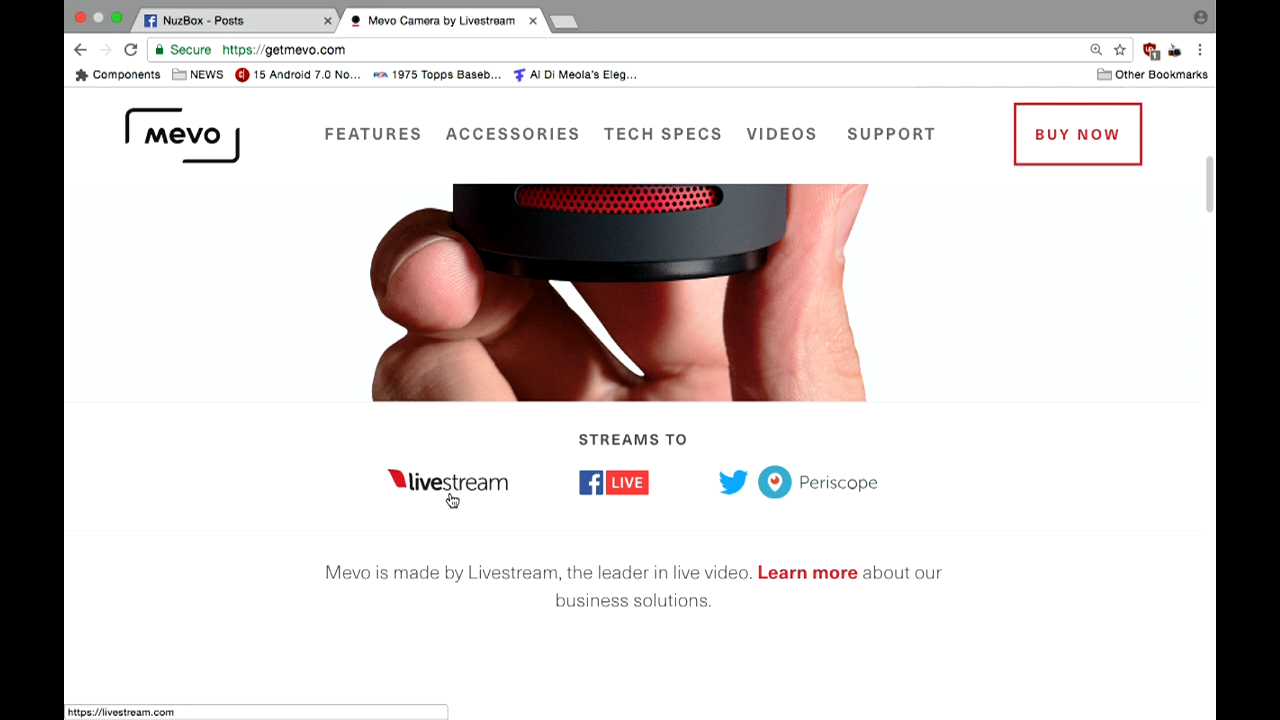 NuzBox - Posts
Mevo Camera by Livestream
Secure https://getmevo.com
Components NEWS 15 Android 7.0 No... 1975 Topps Baseb... Al Di Meola's Eleg... Other Bookmarks
mevo FEATURES ACCESSORIES TECH SPECS VIDEOS SUPPORT BUY NOW
STREAMS TO
livestream LIVE Periscope
Mevo is made by Livestream, the leader in live video. Learn more about our
business solutions.
https://livestream.com